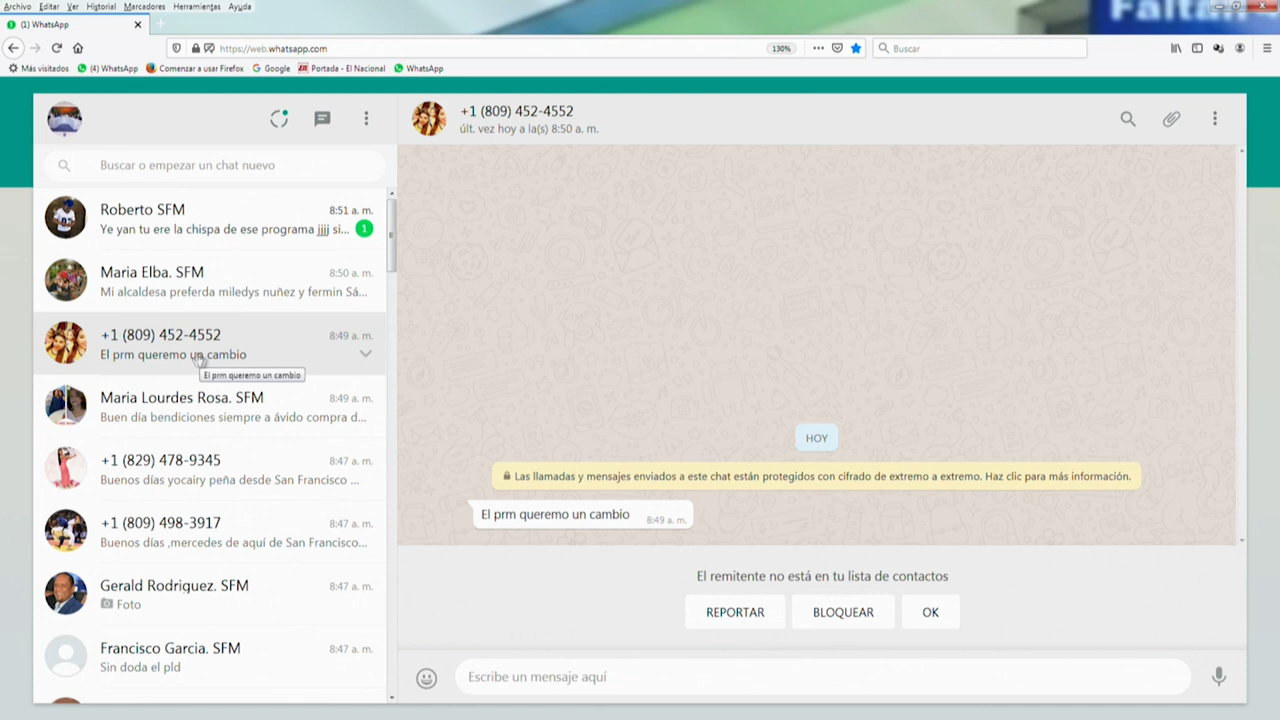 Archivo Editar Ver Historial Marcadores Herramientas Ayuda
Faltan
(1) WhatsApp
https://web.whatsapp.com
130%
Buscar
Más visitados
(4) WhatsApp
Comenzar a usar Firefox
Google
Portada - El Nacional
WhatsApp
Buscar o empezar un chat nuevo
Roberto SFM
8:51 a. m.
Ye yan tu ere la chispa de ese programa jjjj si...
1
Maria Elba. SFM
8:50 a. m.
Mi alcaldesa preferda miledys nuñez y fermin Sá...
+1 (809) 452-4552
8:49 a. m.
El prm queremo un cambio
El prm queremo un cambio
Maria Lourdes Rosa. SFM
8:49 a. m.
Buen día bendiciones siempre a ávido compra d...
+1 (829) 478-9345
8:47 a. m.
Buenos días yocairy peña desde San Francisco ...
+1 (809) 498-3917
8:47 a. m.
Buenos días ,mercedes de aquí de San Francisco...
Gerald Rodriguez. SFM
8:47 a. m.
Foto
Francisco Garcia. SFM
8:47 a. m.
Sin doda el pld
+1 (809) 452-4552
últ. vez hoy a la(s) 8:50 a. m.
HOY
Las llamadas y mensajes enviados a este chat están protegidos con cifrado de extremo a extremo. Haz clic para más información.
El prm queremo un cambio
8:49 a. m.
El remitente no está en tu lista de contactos
REPORTAR
BLOQUEAR
OK
Escribe un mensaje aquí